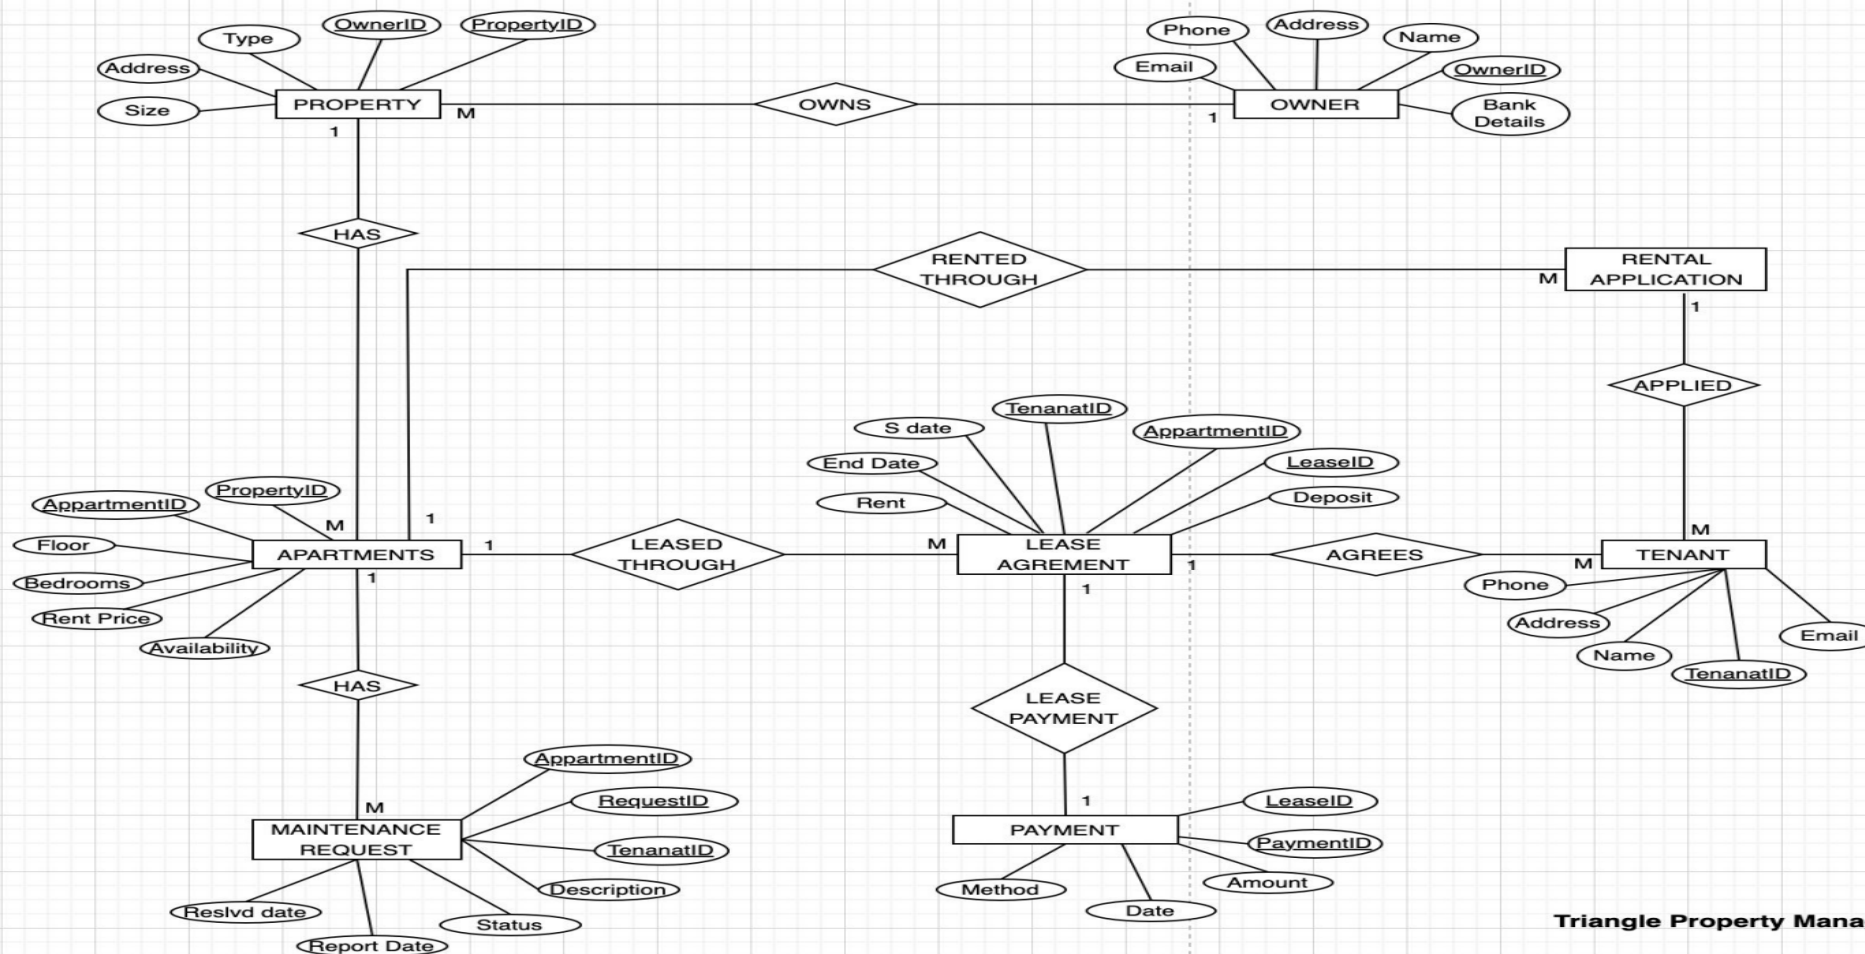 Type
OwnerID
PropertyID
Address
Size
PROPERTY
M
1
OWNS
Phone
Address
Name
Email
OwnerID
OWNER
1
Bank
Details
HAS
RENTED
THROUGH
M
RENTAL
APPLICATION
1
APPLIED
S date
TenanatID
AppartmentID
End Date
LeaseID
Rent
Deposit
AppartmentID
PropertyID
M
1
Floor
APARTMENTS
1
1
Bedrooms
Rent Price
Availability
LEASED
THROUGH
M
LEASE
AGREMENT
1
1
AGREES
M
M
TENANT
Phone
Address
Name
TenanatID
Email
HAS
LEASE
PAYMENT
M
MAINTENANCE
REQUEST
AppartmentID
RequestID
TenanatID
Description
Reslvd date
Report Date
Status
1
PAYMENT
LeaseID
PaymentID
Amount
Method
Date
Triangle Property Mana